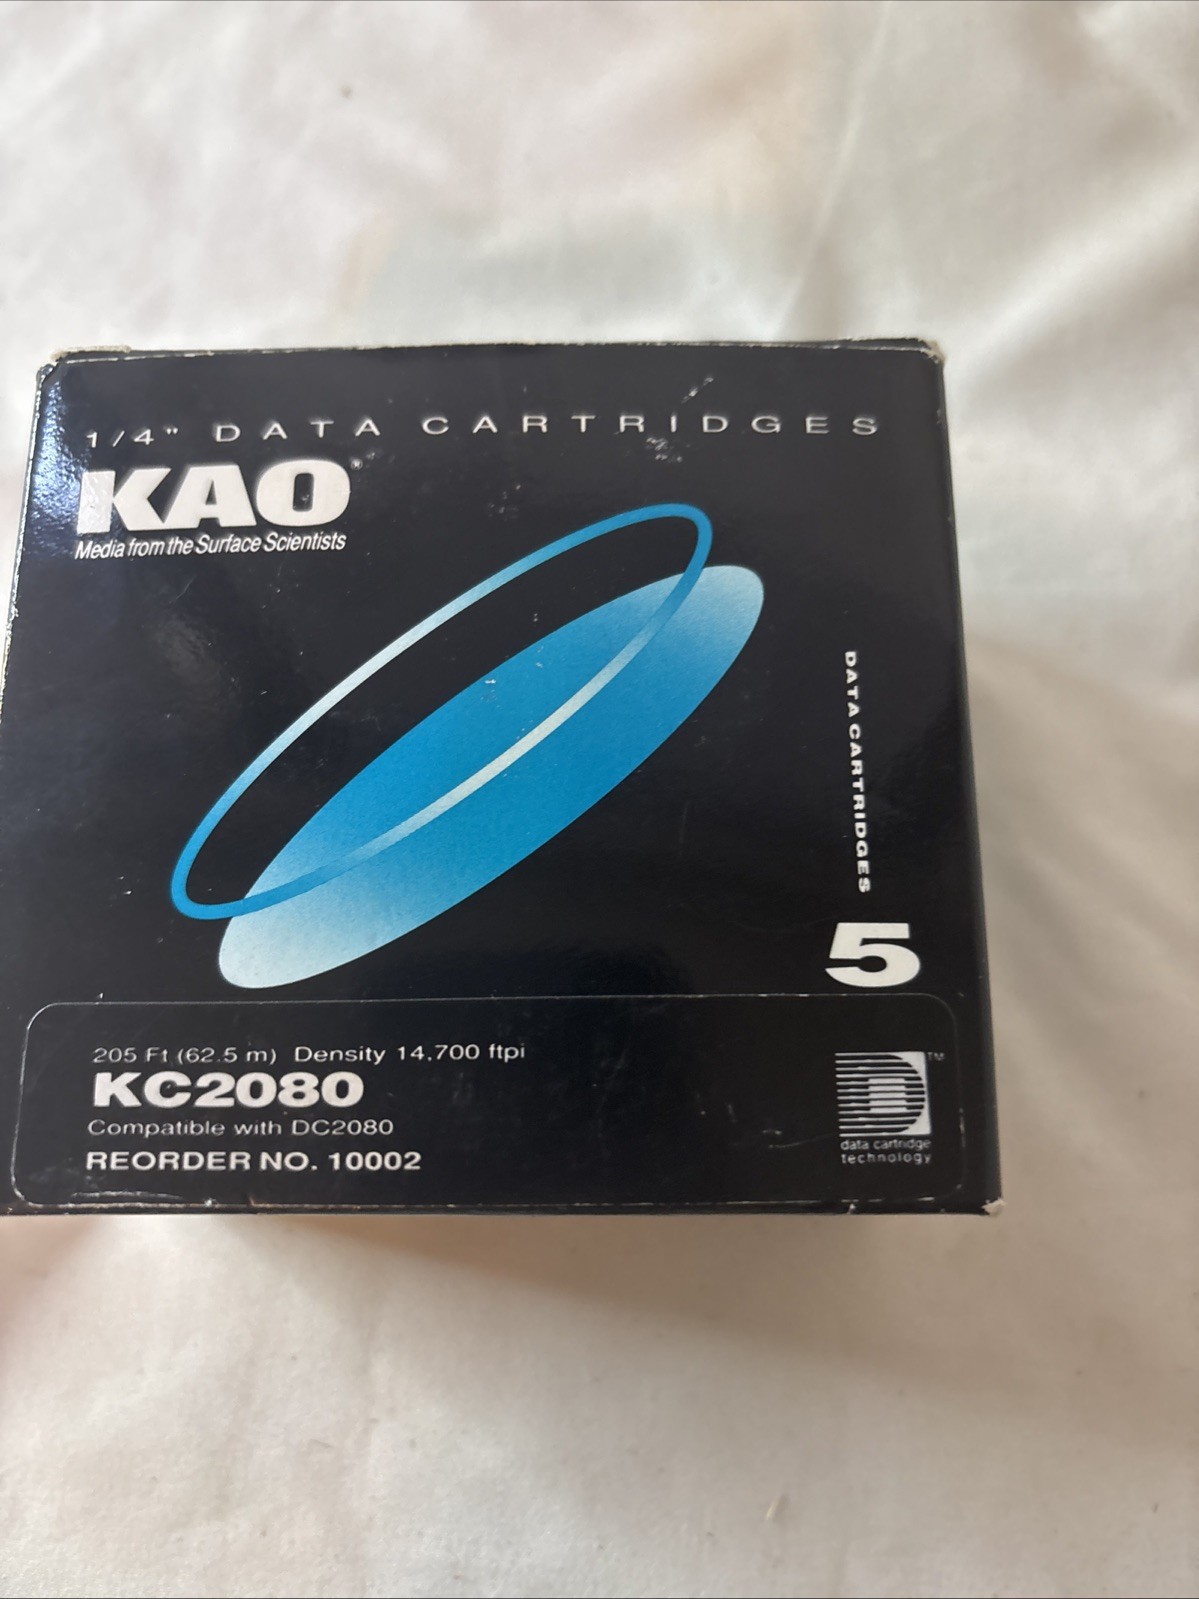 1/4" DATA CARTRIDGES
KAO®
Media from the Surface Scientists
DATA CARTRIDGES
5
205 Ft (62.5 m) Density 14,700 ftpi
KC2080
Compatible with DC2080
REORDER NO. 10002
D™
data cartridge
technology